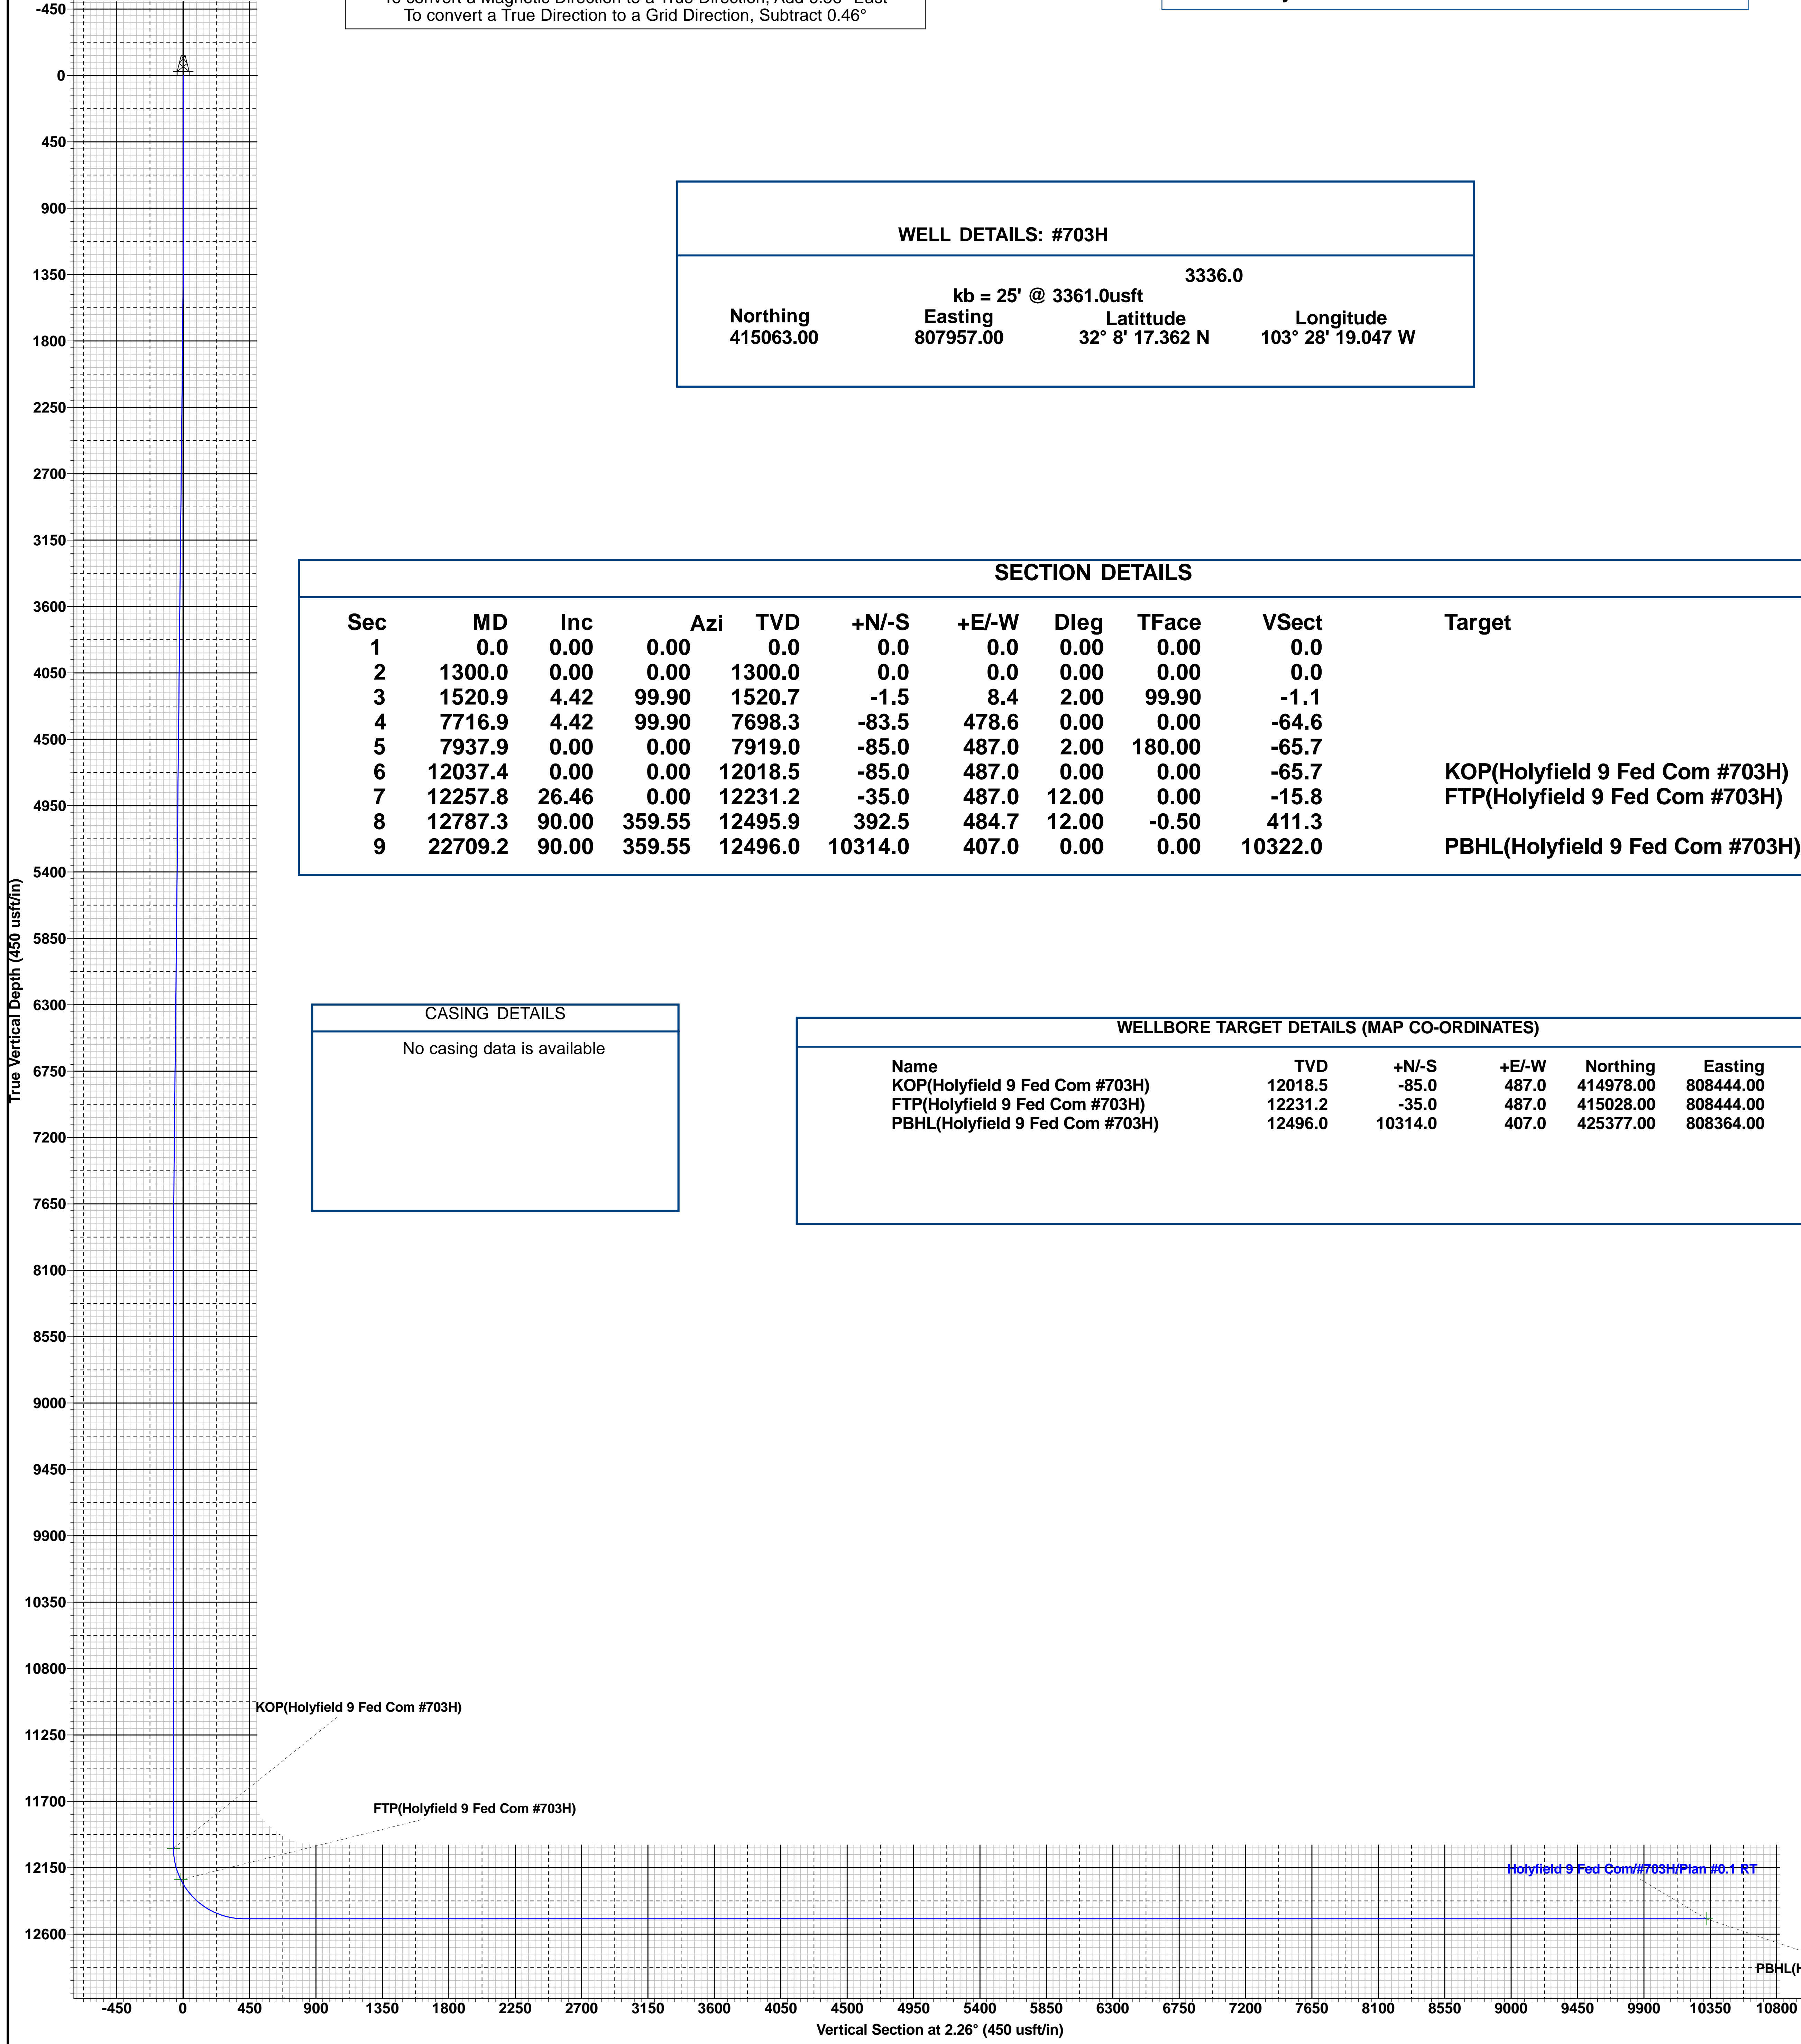 To convert a True Direction to a Grid Direction, Subtract 0.46°
WELL DETAILS: #703H
3336.0
kb = 25' @ 3361.0usft
Northing Easting Latittude Longitude
415063.00 807957.00 32° 8' 17.362 N 103° 28' 19.047 W
SECTION DETAILS
Sec MD Inc Azi TVD +N/-S +E/-W Dleg TFace VSect Target
1 0.0 0.00 0.00 0.0 0.0 0.0 0.00 0.00 0.0
2 1300.0 0.00 0.00 1300.0 0.0 0.0 0.00 0.00 0.0
3 1520.9 4.42 99.90 1520.7 -1.5 8.4 2.00 99.90 -1.1
4 7716.9 4.42 99.90 7698.3 -83.5 478.6 0.00 0.00 -64.6
5 7937.9 0.00 0.00 7919.0 -85.0 487.0 2.00 180.00 -65.7
6 12037.4 0.00 0.00 12018.5 -85.0 487.0 0.00 0.00 -65.7 KOP(Holyfield 9 Fed Com #703H)
7 12257.8 26.46 0.00 12231.2 -35.0 487.0 12.00 0.00 -15.8 FTP(Holyfield 9 Fed Com #703H)
8 12787.3 90.00 359.55 12495.9 392.5 484.7 12.00 -0.50 411.3
9 22709.2 90.00 359.55 12496.0 10314.0 407.0 0.00 0.00 10322.0 PBHL(Holyfield 9 Fed Com #703H)
CASING DETAILS
No casing data is available
WELLBORE TARGET DETAILS (MAP CO-ORDINATES)
Name TVD +N/-S +E/-W Northing Easting
KOP(Holyfield 9 Fed Com #703H) 12018.5 -85.0 487.0 414978.00 808444.00
FTP(Holyfield 9 Fed Com #703H) 12231.2 -35.0 487.0 415028.00 808444.00
PBHL(Holyfield 9 Fed Com #703H) 12496.0 10314.0 407.0 425377.00 808364.00
True Vertical Depth (450 usft/in)
-450
0
450
900
1350
1800
2250
2700
3150
3600
4050
4500
4950
5400
5850
6300
6750
7200
7650
8100
8550
9000
9450
9900
10350
10800
11250
11700
12150
12600
KOP(Holyfield 9 Fed Com #703H)
FTP(Holyfield 9 Fed Com #703H)
Holyfield 9 Fed Com/#703H/Plan #0.1 RT
PBHL(H
-450 0 450 900 1350 1800 2250 2700 3150 3600 4050 4500 4950 5400 5850 6300 6750 7200 7650 8100 8550 9000 9450 9900 10350 10800
Vertical Section at 2.26° (450 usft/in)